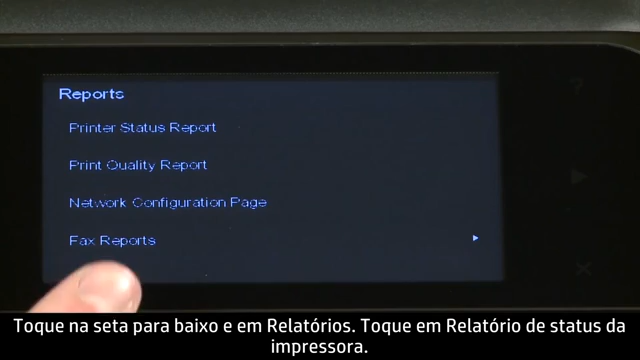 Reports
Printer Status Report
Print Quality Report
Network Configuration Page
Fax Reports
Toque na seta para baixo e em Relatórios. Toque em Relatório de status da
impressora.